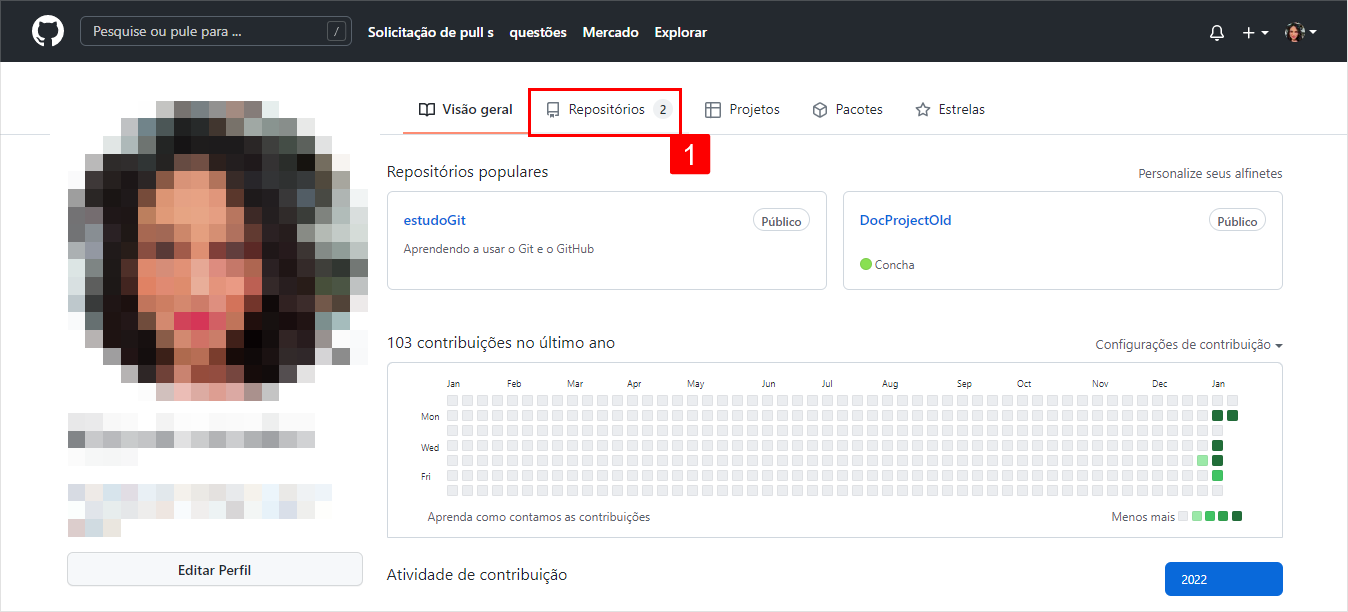 Pesquise ou pule para ... /
Solicitação de pull s questões Mercado Explorar
Visão geral Repositórios 2 Projetos Pacotes Estrelas
1
Repositórios populares Personalize seus alfinetes
estudoGit Público
Aprendendo a usar o Git e o GitHub
DocProjectOld Público
Concha
103 contribuições no último ano Configurações de contribuição
Jan Feb Mar Apr May Jun Jul Aug Sep Oct Nov Dec Jan
Mon
Wed
Fri
Aprenda como contamos as contribuições Menos mais
Editar Perfil
Atividade de contribuição 2022